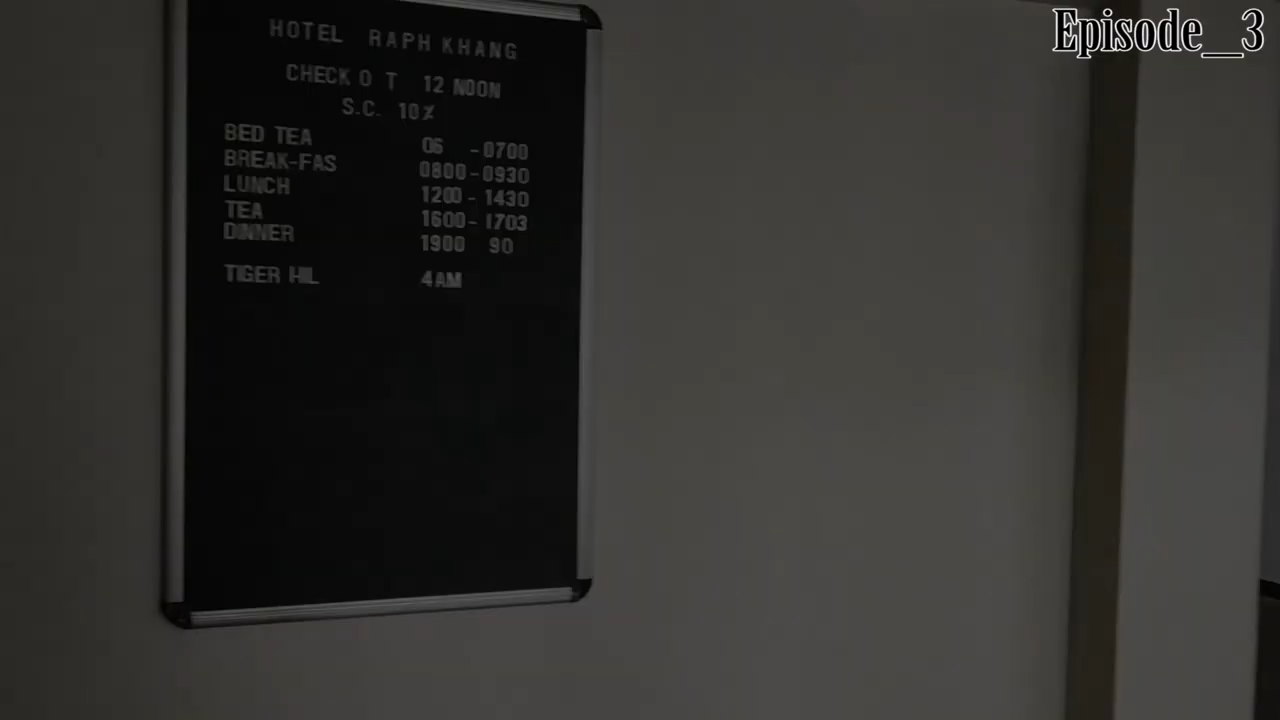 Episode_3
HOTEL RAPH KHANG
CHECK O T 12 NOON
S.C. 10%
BED TEA 06 -0700
BREAK-FAS 0800-0930
LUNCH 1200-1430
TEA 1600-1703
DINNER 1900 90
TIGER HIL 4AM